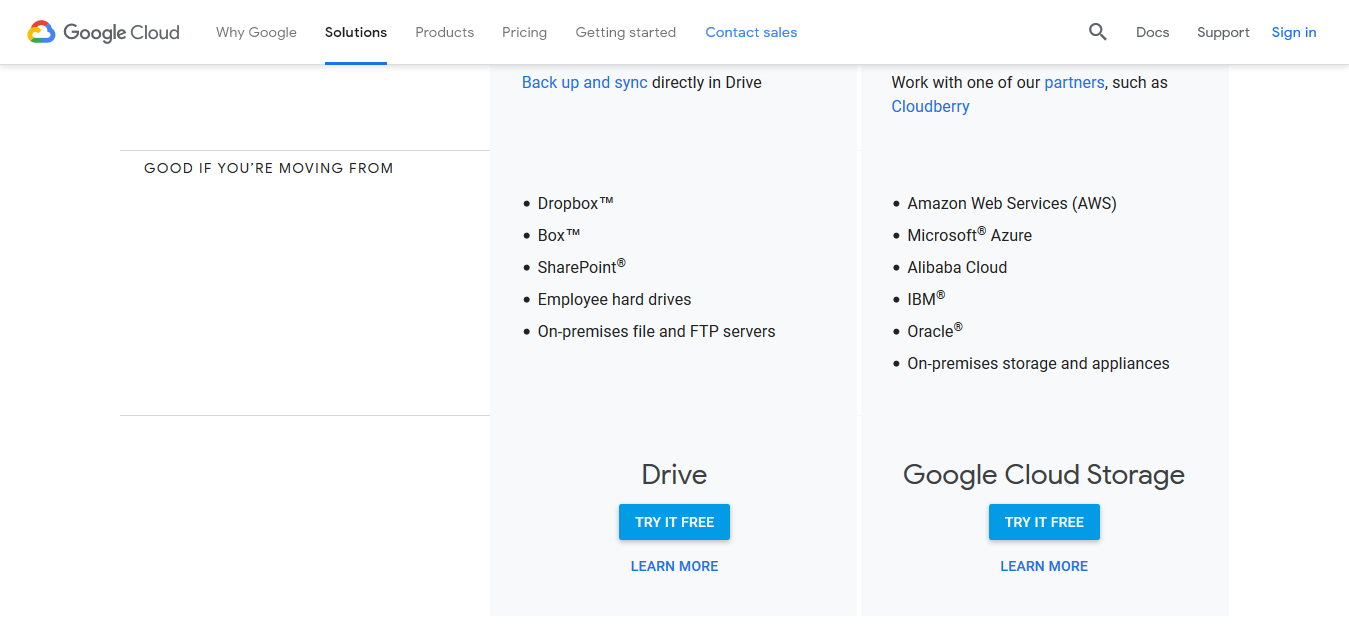 Google Cloud Why Google Solutions Products Pricing Getting started Contact sales Docs Support Sign in
Back up and sync directly in Drive
Work with one of our partners, such as
Cloudberry
GOOD IF YOU'RE MOVING FROM
• Dropbox™
• Box™
• SharePoint®
• Employee hard drives
• On-premises file and FTP servers
• Amazon Web Services (AWS)
• Microsoft® Azure
• Alibaba Cloud
• IBM®
• Oracle®
• On-premises storage and appliances
Drive
TRY IT FREE
LEARN MORE
Google Cloud Storage
TRY IT FREE
LEARN MORE